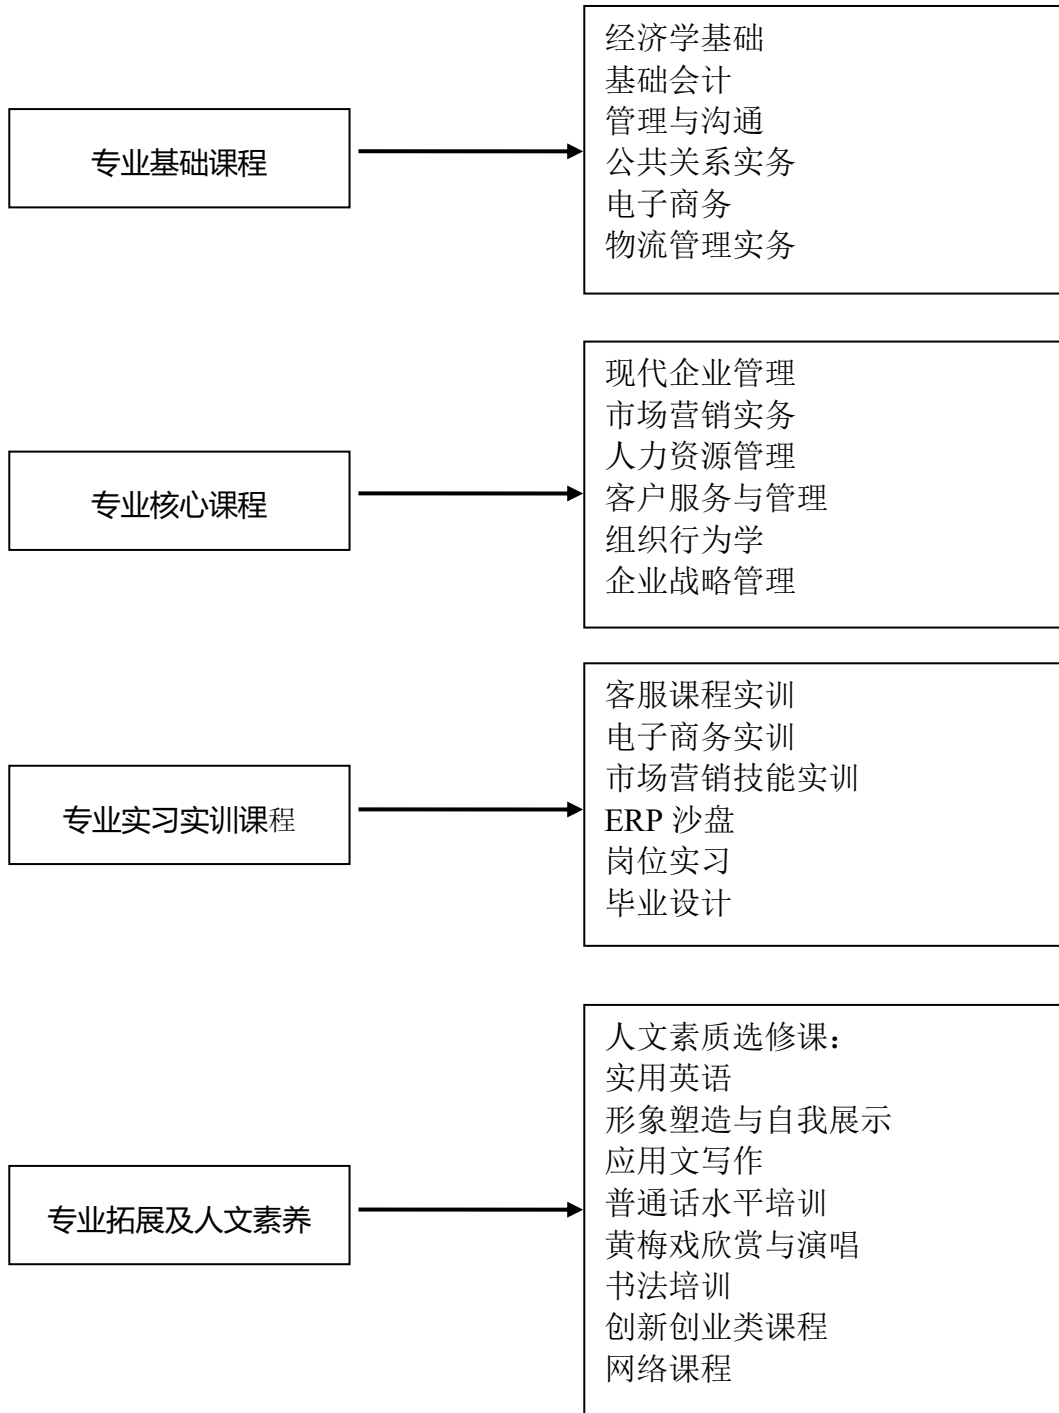 专业基础课程
经济学基础
基础会计
管理与沟通
公共关系实务
电子商务
物流管理实务
专业核心课程
现代企业管理
市场营销实务
人力资源管理
客户服务与管理
组织行为学
企业战略管理
专业实习实训课程
客服课程实训
电子商务实训
市场营销技能实训
ERP 沙盘
岗位实习
毕业设计
专业拓展及人文素养
人文素质选修课：
实用英语
形象塑造与自我展示
应用文写作
普通话水平培训
黄梅戏欣赏与演唱
书法培训
创新创业类课程
网络课程